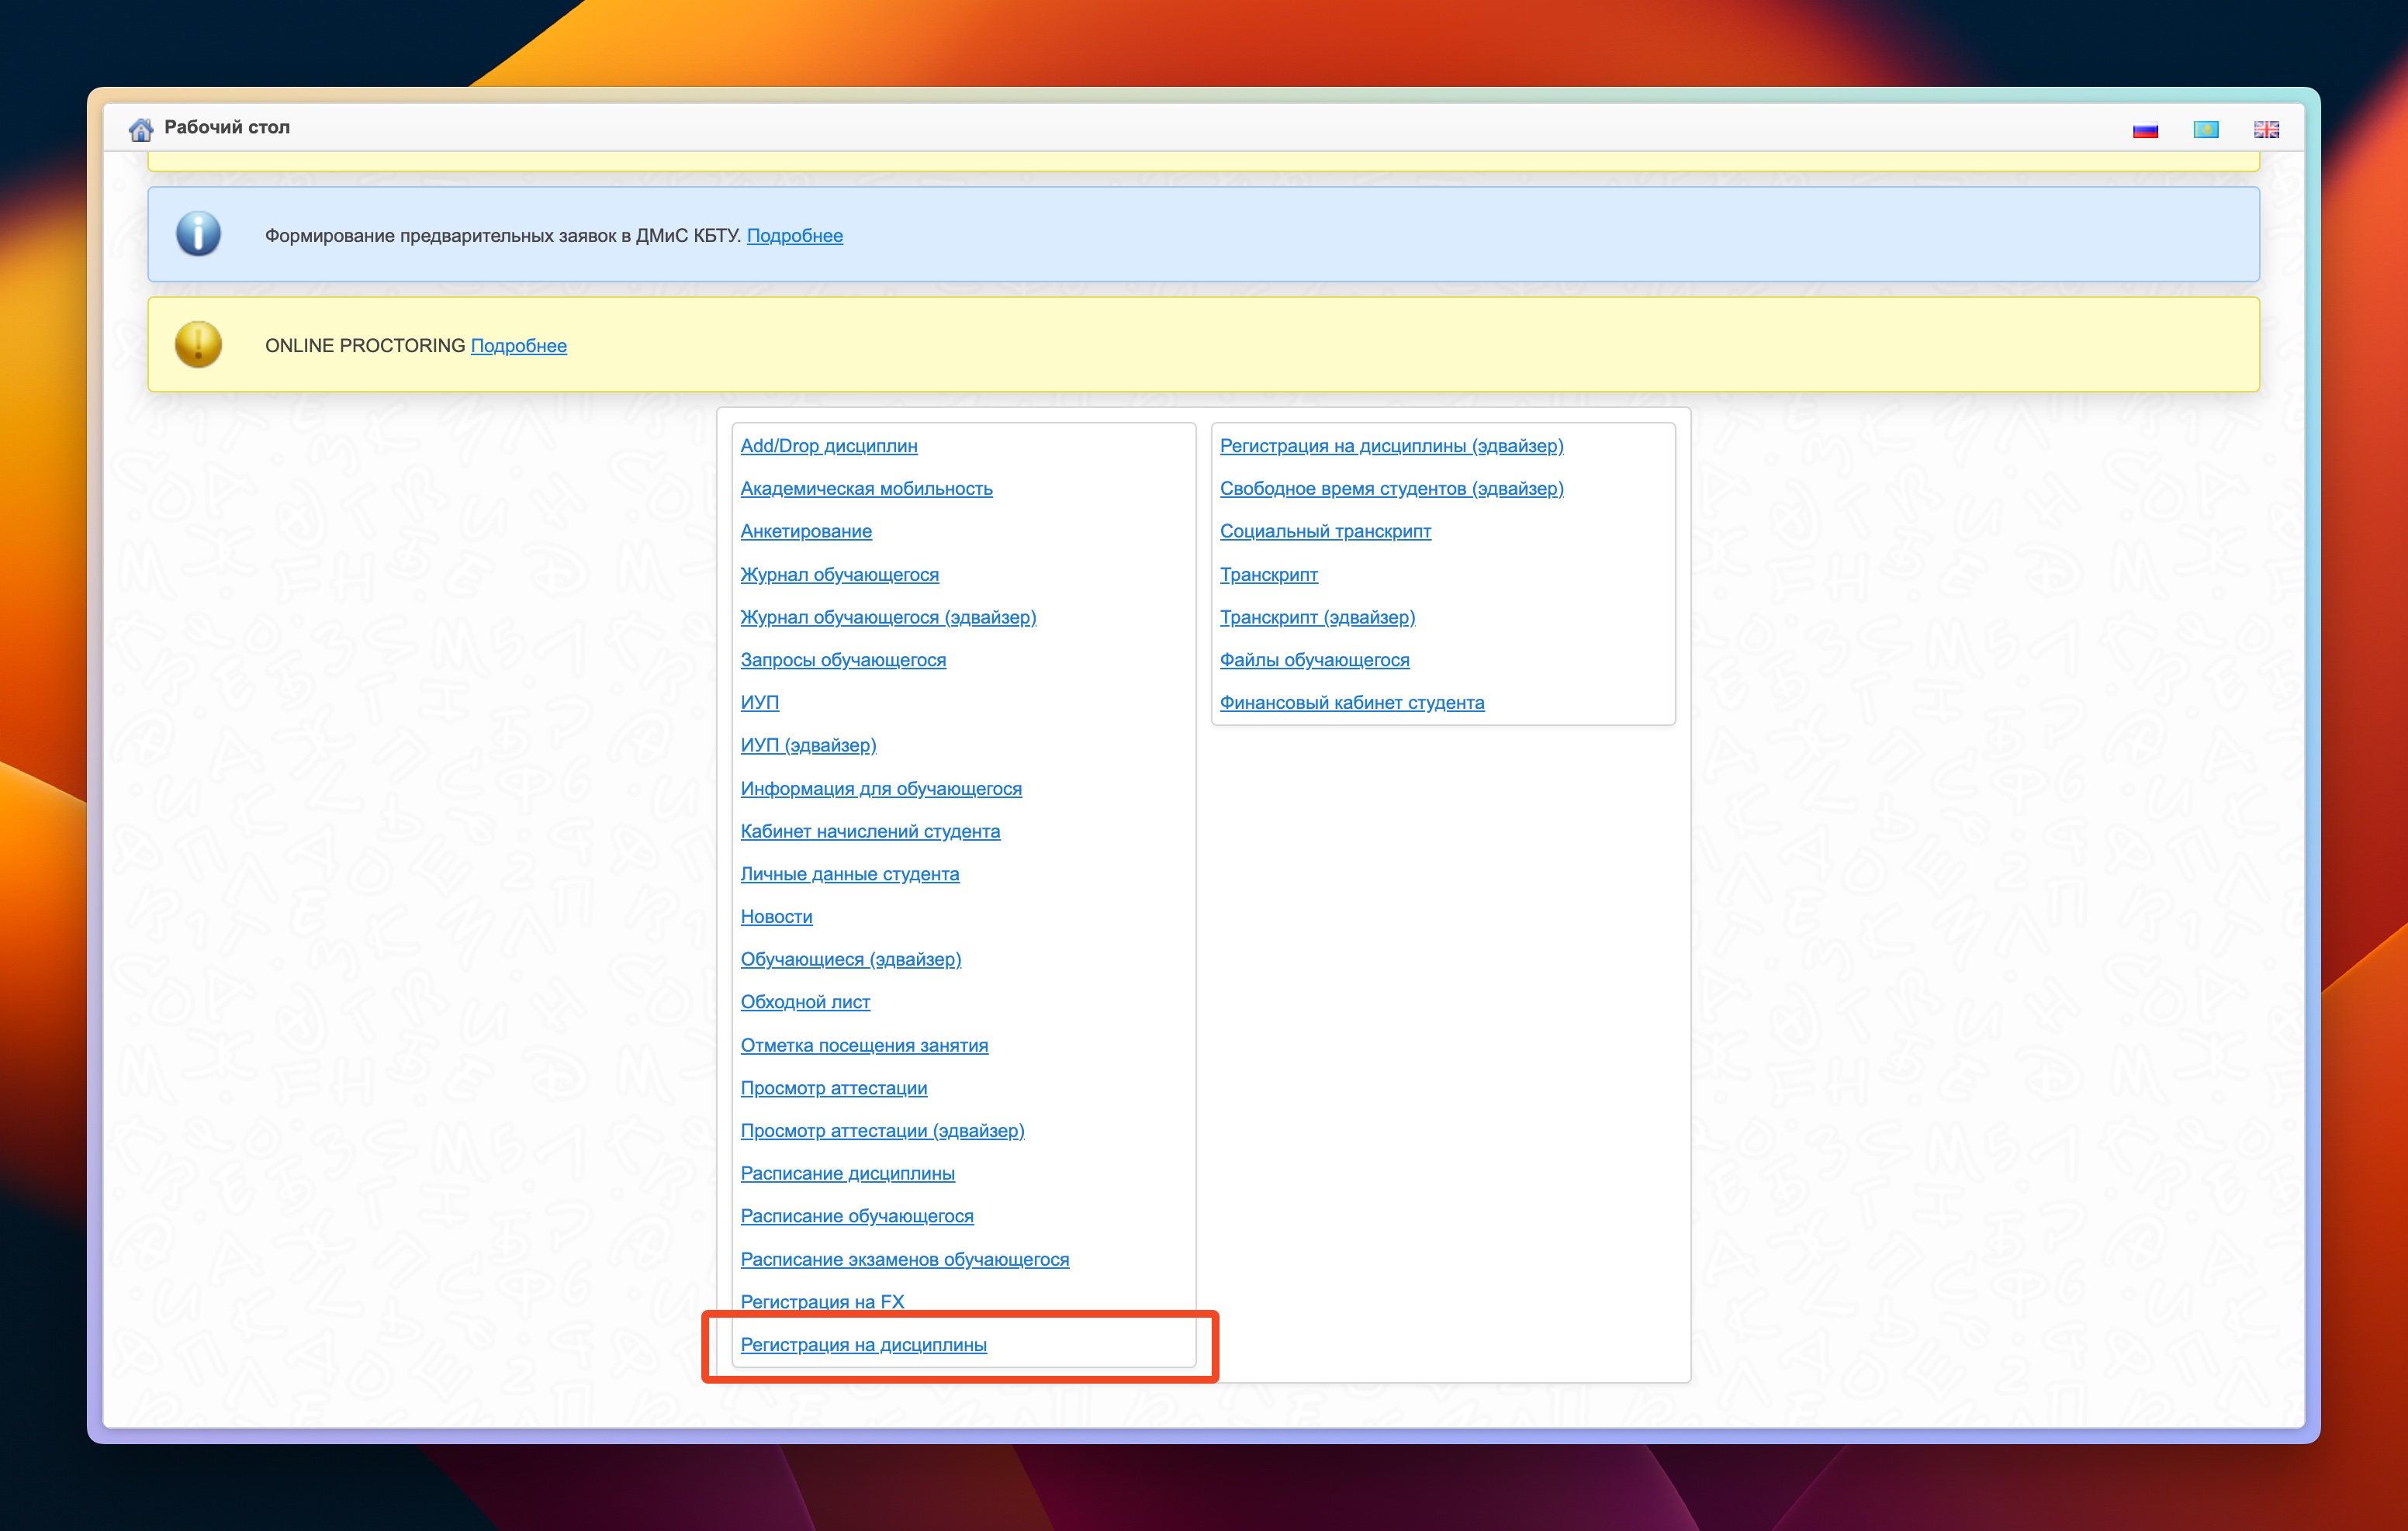 Рабочий стол
Формирование предварительных заявок в ДМиС КБТУ. Подробнее
ONLINE PROCTORING Подробнее
Add/Drop дисциплин
Академическая мобильность
Анкетирование
Журнал обучающегося
Журнал обучающегося (эдвайзер)
Запросы обучающегося
ИУП
ИУП (эдвайзер)
Информация для обучающегося
Кабинет начислений студента
Личные данные студента
Новости
Обучающиеся (эдвайзер)
Обходной лист
Отметка посещения занятия
Просмотр аттестации
Просмотр аттестации (эдвайзер)
Расписание дисциплины
Расписание обучающегося
Расписание экзаменов обучающегося
Регистрация на FX
Регистрация на дисциплины
Регистрация на дисциплины (эдвайзер)
Свободное время студентов (эдвайзер)
Социальный транскрипт
Транскрипт
Транскрипт (эдвайзер)
Файлы обучающегося
Финансовый кабинет студента